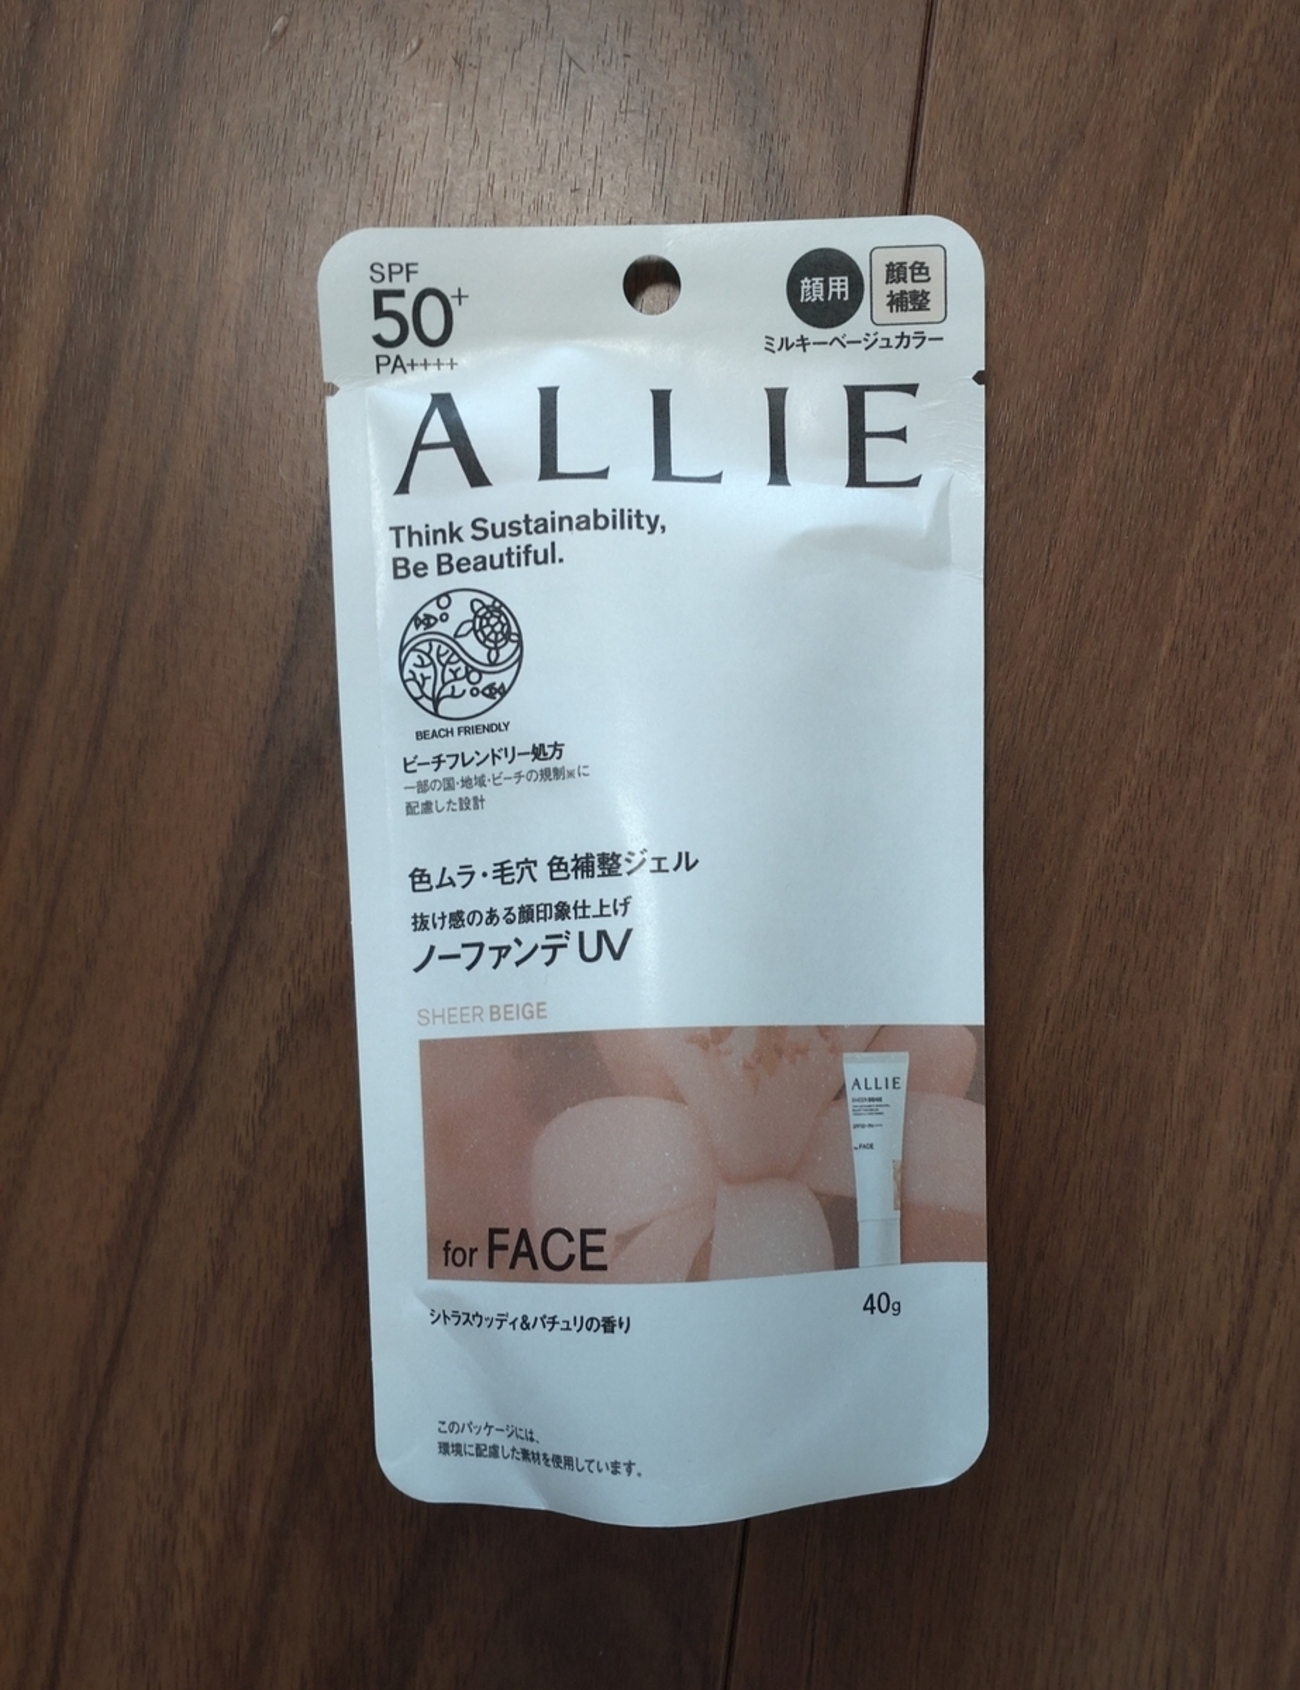 SPF
50+
PA++++
顔用
顔色
補整
ミルキーベージュカラー
ALLIE
Think Sustainability,
Be Beautiful.
BEACH FRIENDLY
ビーチフレンドリー処方
一部の国・地域・ビーチの規制※に
配慮した設計
色ムラ・毛穴 色補整ジェル
抜け感のある顔印象仕上げ
ノーファンデUV
SHEER BEIGE
ALLIE
SHEER BEIGE
for FACE
for FACE
シトラスウッディ&パチュリの香り
40g
このパッケージには、
環境に配慮した素材を使用しています。